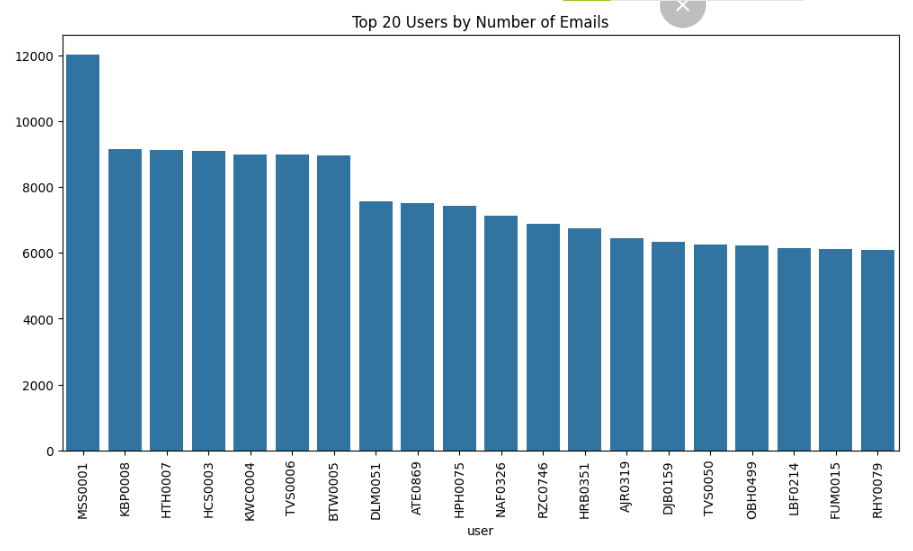 Top 20 Users by Number of Emails
12000
10000
8000
6000
4000
2000
0
MSS0001
KBP0008
HTH0007
HCS0003
KWC0004
TVS0006
BTW0005
DLM0051
ATE0869
HPH0075
NAF0326
RZC0746
HRB0351
AJR0319
DJB0159
TVS0050
OBH0499
LBF0214
FUM0015
RHY0079
user